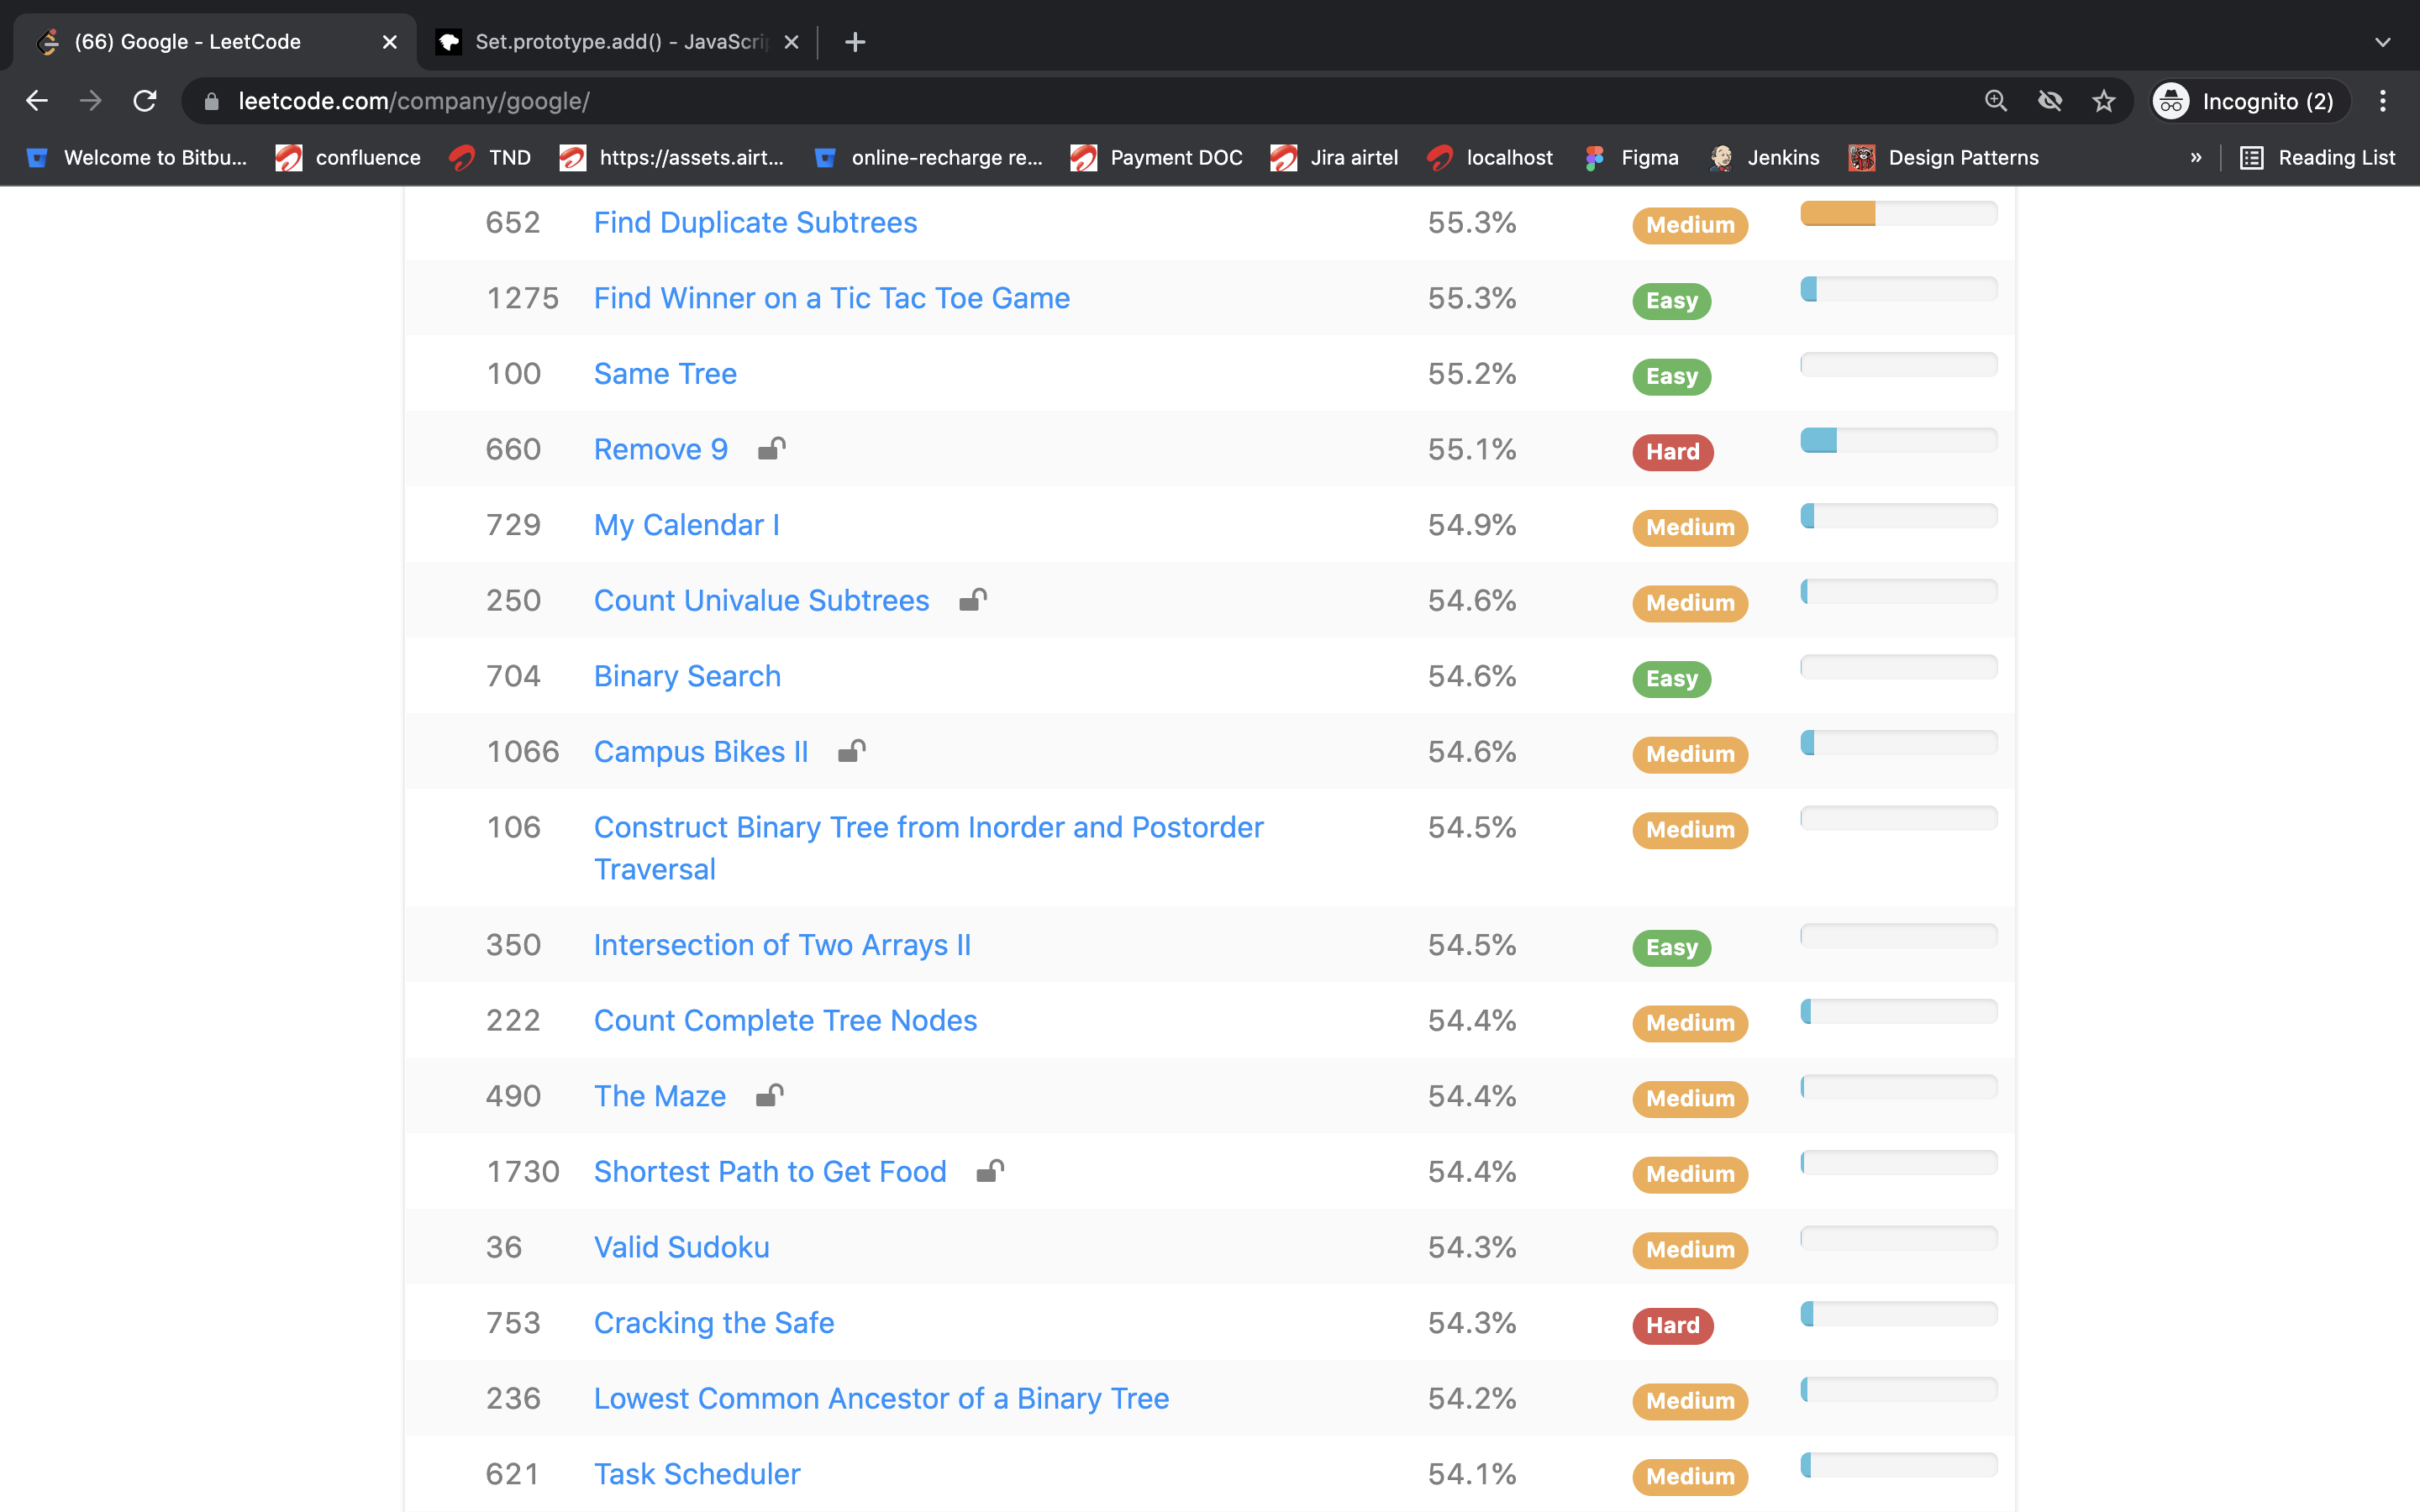 (66) Google - LeetCode
Set.prototype.add() - JavaScri
leetcode.com/company/google/
Incognito (2)
Welcome to Bitbu... confluence TND https://assets.airt... online-recharge re... Payment DOC Jira airtel localhost Figma Jenkins Design Patterns » Reading List
652 Find Duplicate Subtrees 55.3% Medium
1275 Find Winner on a Tic Tac Toe Game 55.3% Easy
100 Same Tree 55.2% Easy
660 Remove 9 55.1% Hard
729 My Calendar I 54.9% Medium
250 Count Univalue Subtrees 54.6% Medium
704 Binary Search 54.6% Easy
1066 Campus Bikes II 54.6% Medium
106 Construct Binary Tree from Inorder and Postorder 54.5% Medium
Traversal
350 Intersection of Two Arrays II 54.5% Easy
222 Count Complete Tree Nodes 54.4% Medium
490 The Maze 54.4% Medium
1730 Shortest Path to Get Food 54.4% Medium
36 Valid Sudoku 54.3% Medium
753 Cracking the Safe 54.3% Hard
236 Lowest Common Ancestor of a Binary Tree 54.2% Medium
621 Task Scheduler 54.1% Medium